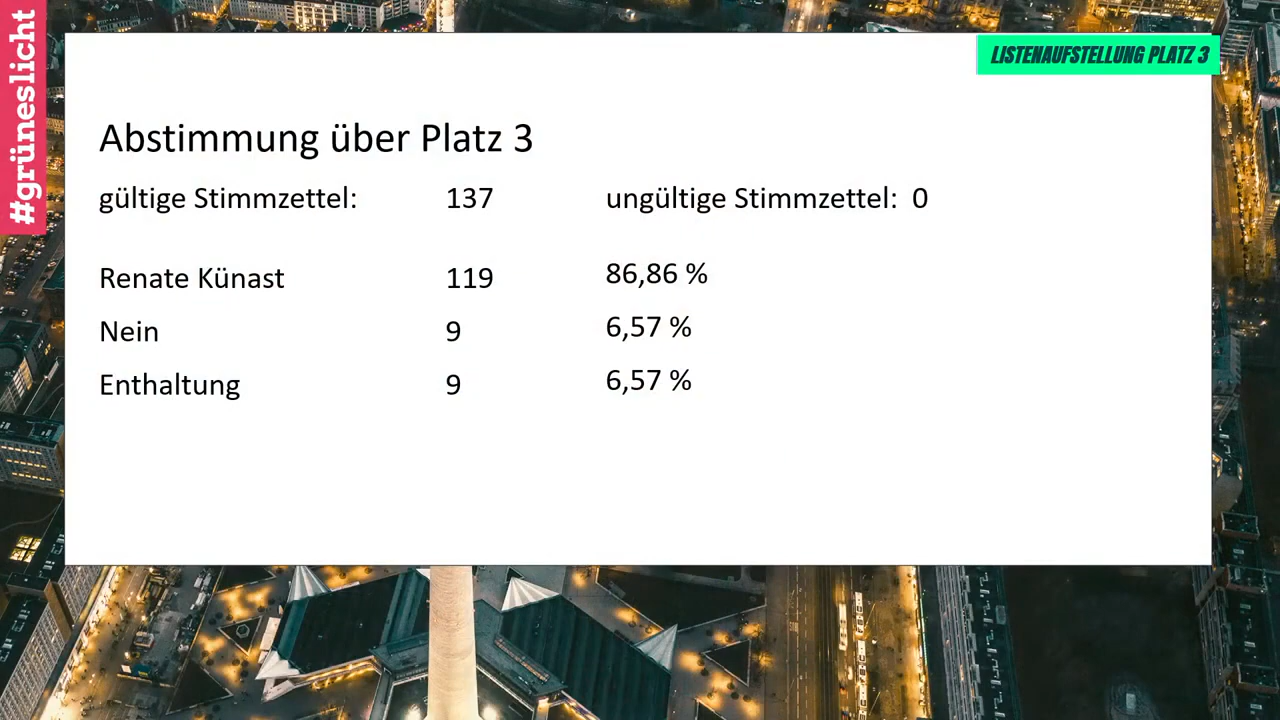 #grüneslicht
LISTENAUFSTELLUNG PLATZ 3
Abstimmung über Platz 3
gültige Stimmzettel: 137 ungültige Stimmzettel: 0
Renate Künast 119 86,86 %
Nein 9 6,57 %
Enthaltung 9 6,57 %